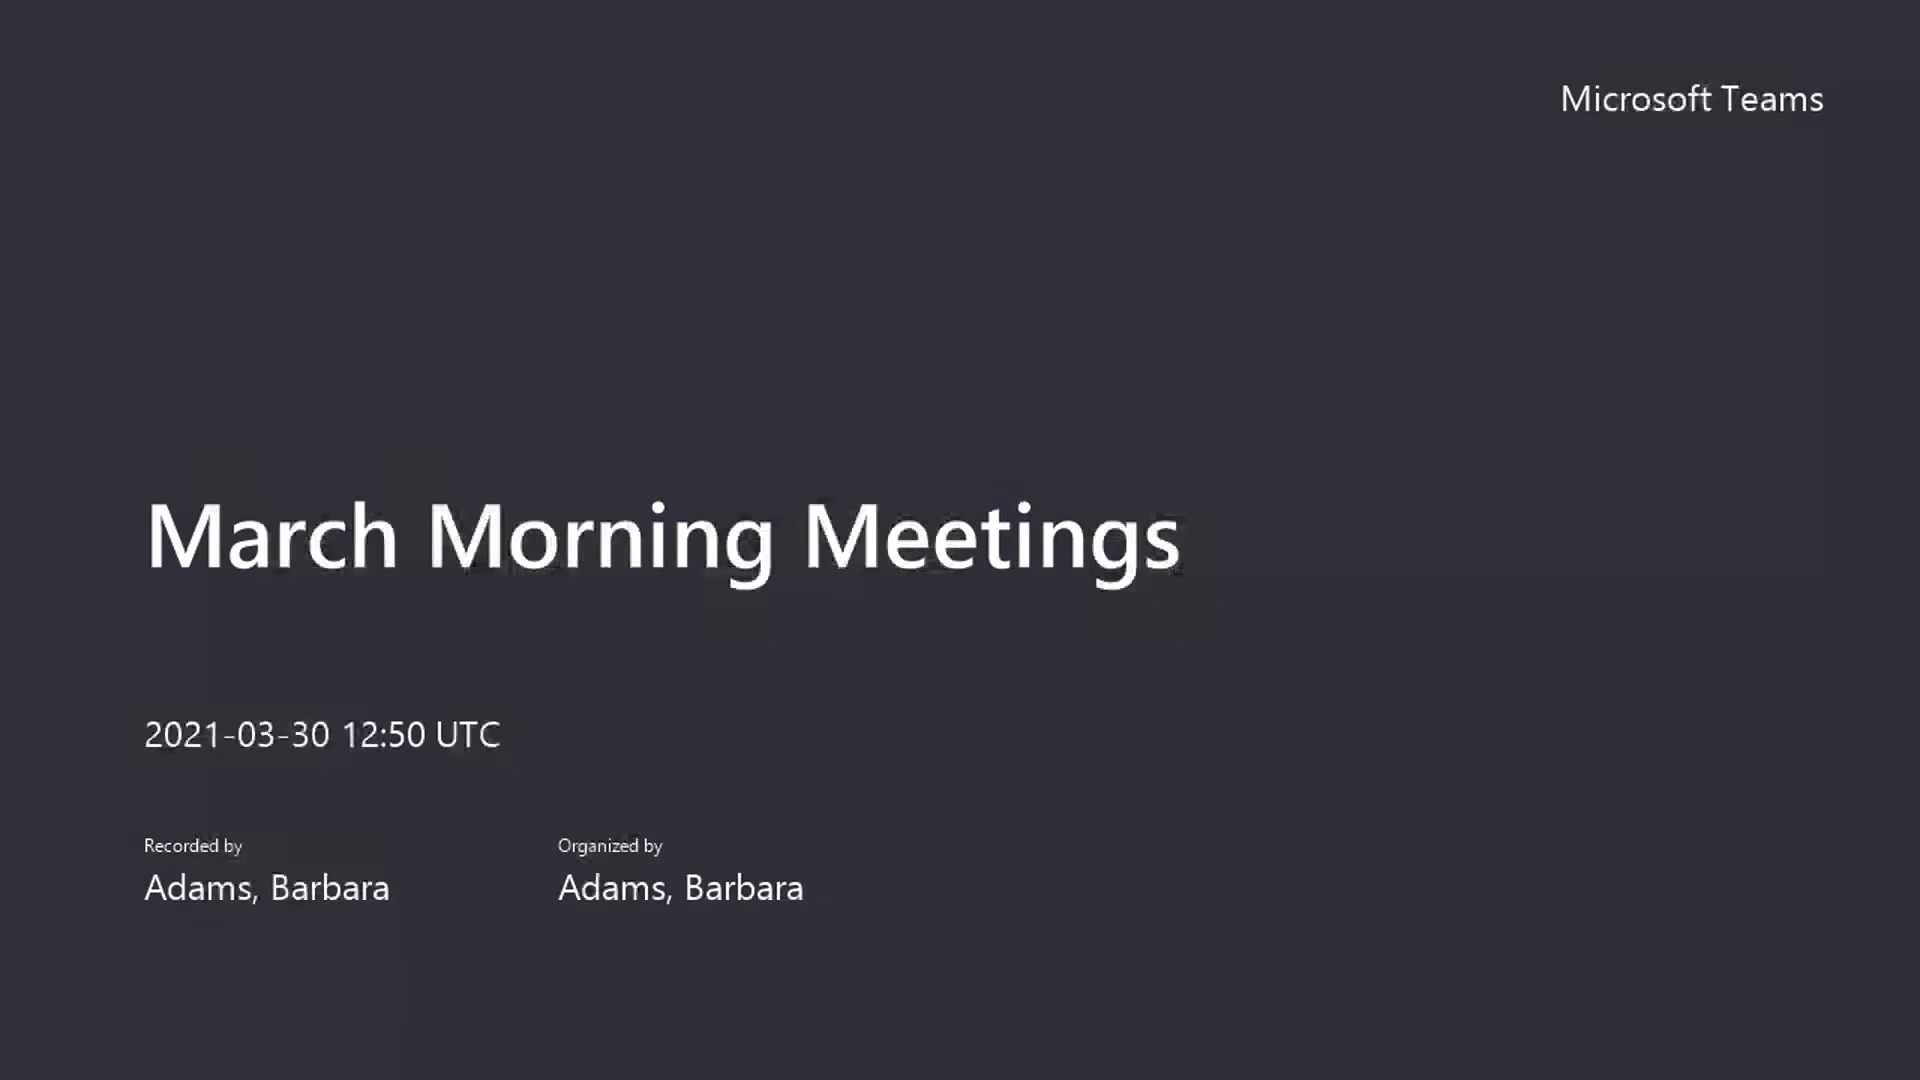 Microsoft Teams
March Morning Meetings
2021-03-30 12:50 UTC
Recorded by
Organized by
Adams, Barbara
Adams, Barbara